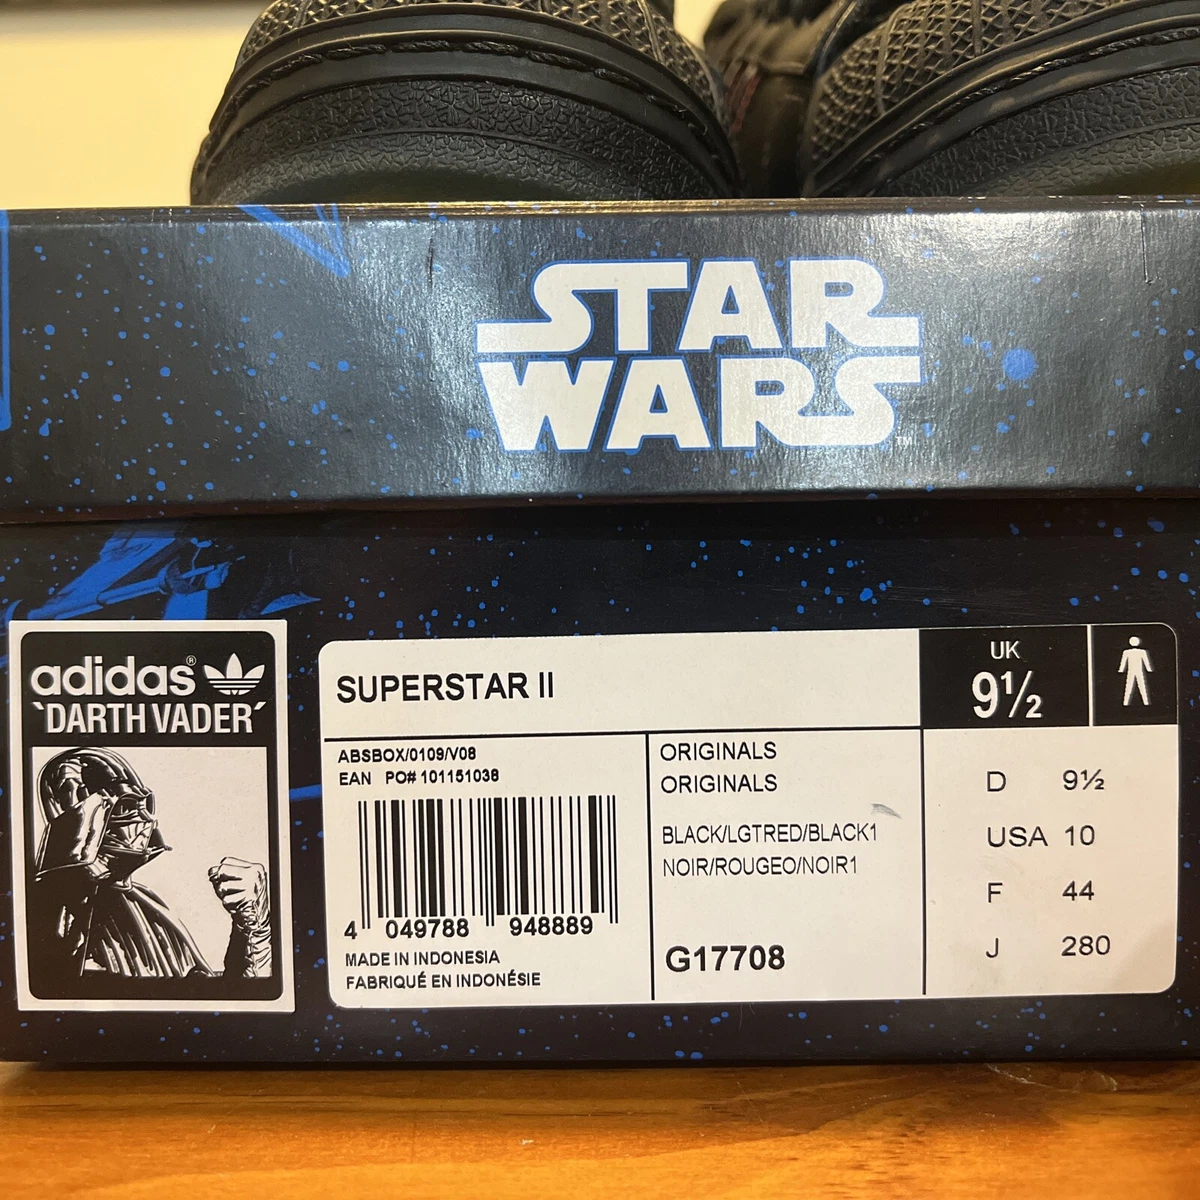 STAR
WARS™
adidas®
'DARTH VADER'
SUPERSTAR II
UK
9½
ABSBOX/0109/V08
EAN PO# 101151038
4 049788 948889
MADE IN INDONESIA
FABRIQUÉ EN INDONÉSIE
ORIGINALS
ORIGINALS
BLACK/LGTRED/BLACK1
NOIR/ROUGEO/NOIR1
G17708
D 9½
USA 10
F 44
J 280